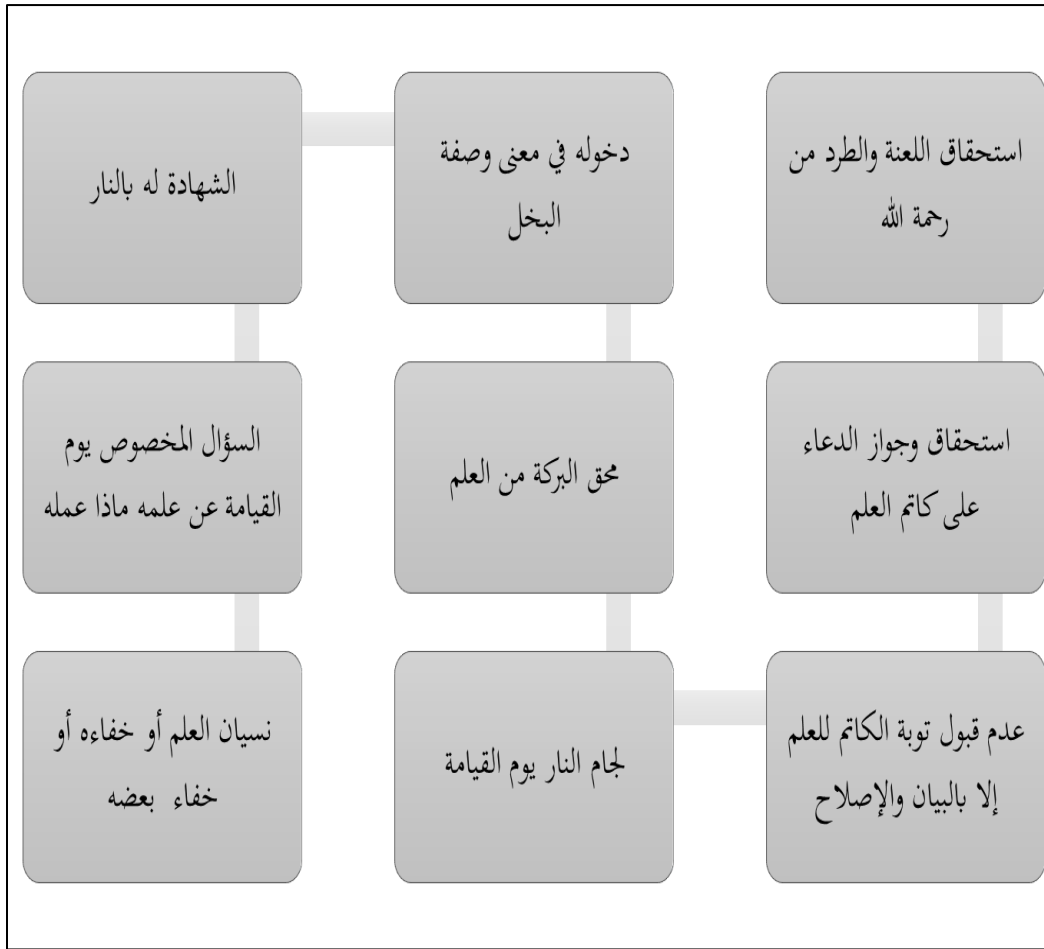 استحقاق اللعنة والطرد من
رحمة الله
استحقاق وجواز الدعاء
على كاتم العلم
عدم قبول توبة الكاتم للعلم
إلا بالبيان والإصلاح
لجام النار يوم القيامة
محق البركة من العلم
دخوله في معنى وصفة
البخل
الشهادة له بالنار
السؤال المخصوص يوم
القيامة عن علمه ماذا عمله
نسيان العلم أو خفاءه أو
خفاء بعضه